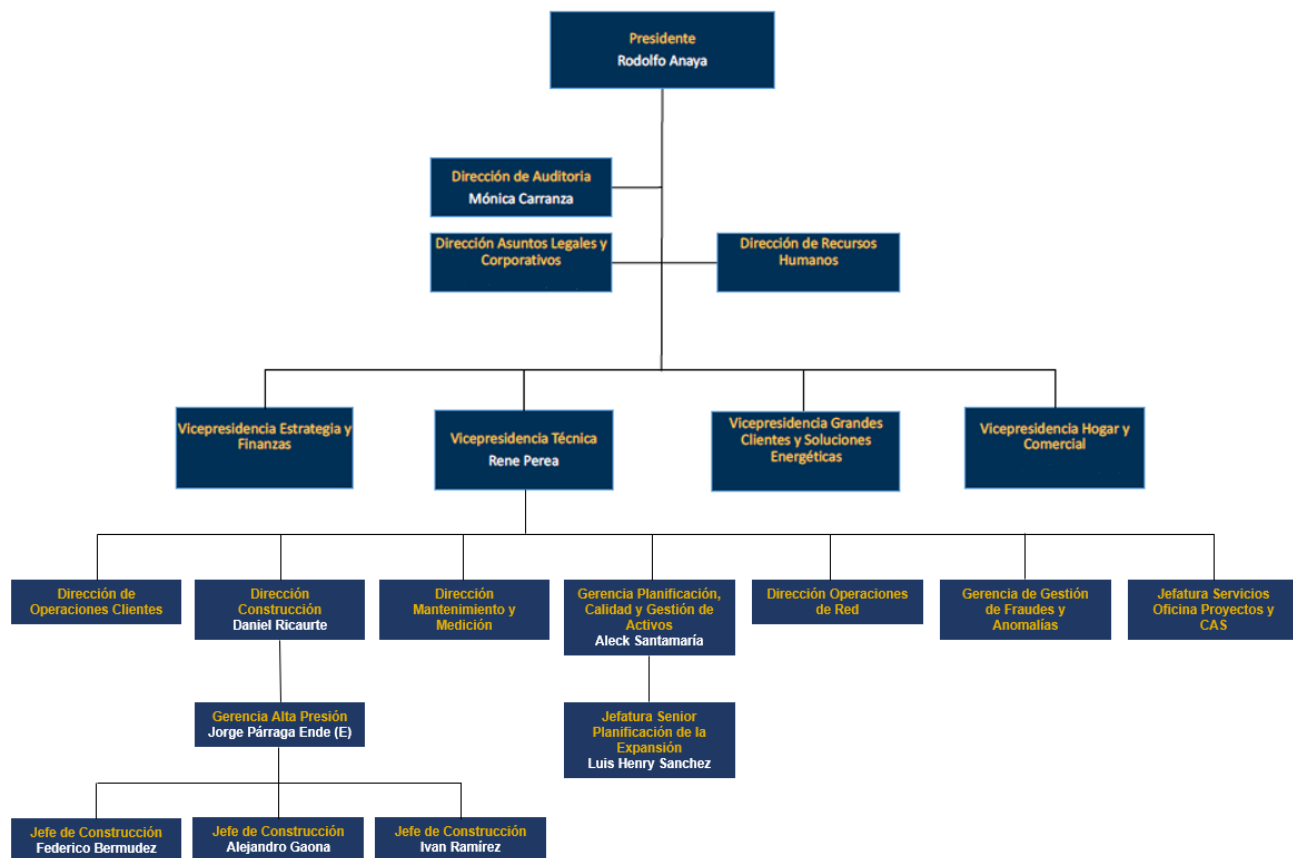 Presidente
Rodolfo Anaya
Dirección de Auditoria
Mónica Carranza
Dirección Asuntos Legales y
Corporativos
Dirección de Recursos
Humanos
Vicepresidencia Estrategia y
Finanzas
Vicepresidencia Técnica
Rene Perea
Vicepresidencia Grandes
Clientes y Soluciones
Energéticas
Vicepresidencia Hogar y
Comercial
Dirección de
Operaciones Clientes
Dirección
Construcción
Daniel Ricaurte
Dirección
Mantenimiento y
Medición
Gerencia Planificación,
Calidad y Gestión de
Activos
Aleck Santamaría
Dirección Operaciones
de Red
Gerencia de Gestión
de Fraudes y
Anomalías
Jefatura Servicios
Oficina Proyectos y
CAS
Gerencia Alta Presión
Jorge Párraga Ende (E)
Jefatura Senior
Planificación de la
Expansión
Luis Henry Sanchez
Jefe de Construcción
Federico Bermudez
Jefe de Construcción
Alejandro Gaona
Jefe de Construcción
Ivan Ramírez